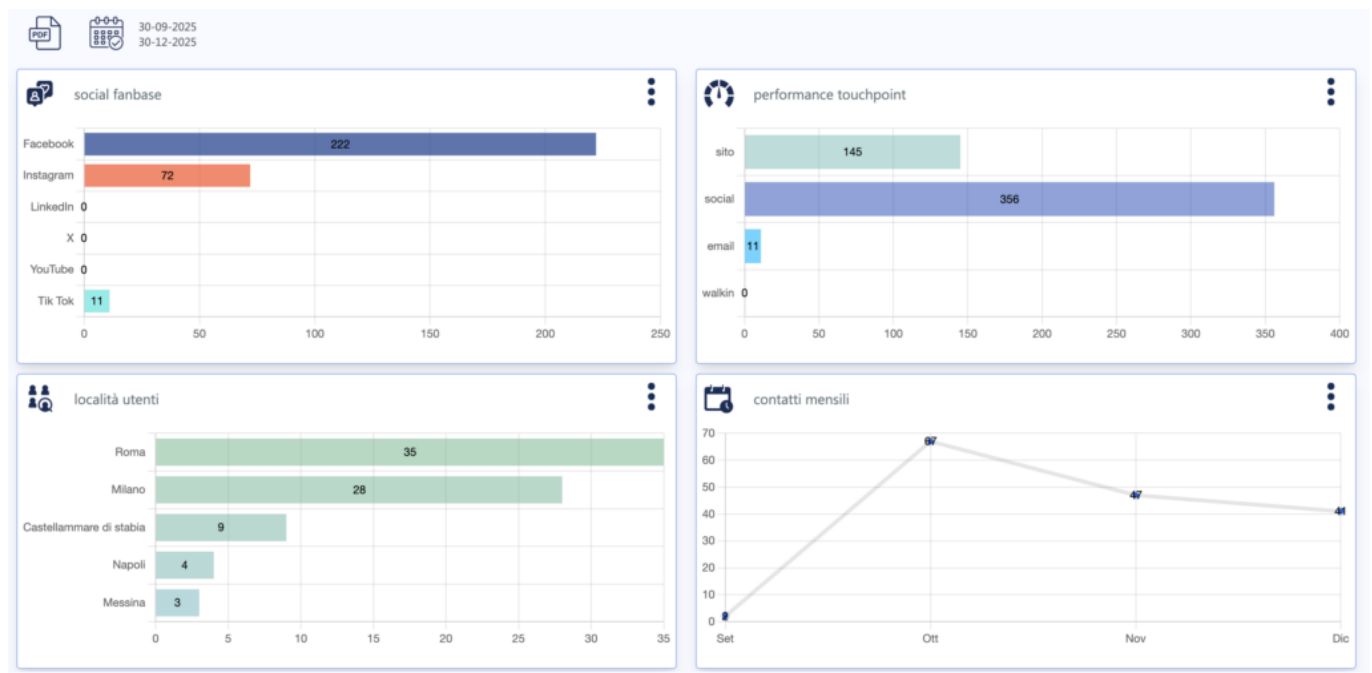 PDF
30-09-2025
30-12-2025
social fanbase
Facebook 222
Instagram 72
LinkedIn 0
X 0
YouTube 0
Tik Tok 11
0 50 100 150 200 250
performance touchpoint
sito 145
social 356
email 11
walkin 0
0 50 100 150 200 250 300 350 400
località utenti
Roma 35
Milano 28
Castellammare di stabia 9
Napoli 4
Messina 3
0 5 10 15 20 25 30 35
contatti mensili
70
60
50
40
30
20
10
0
2 67 47 41
Set Ott Nov Dic